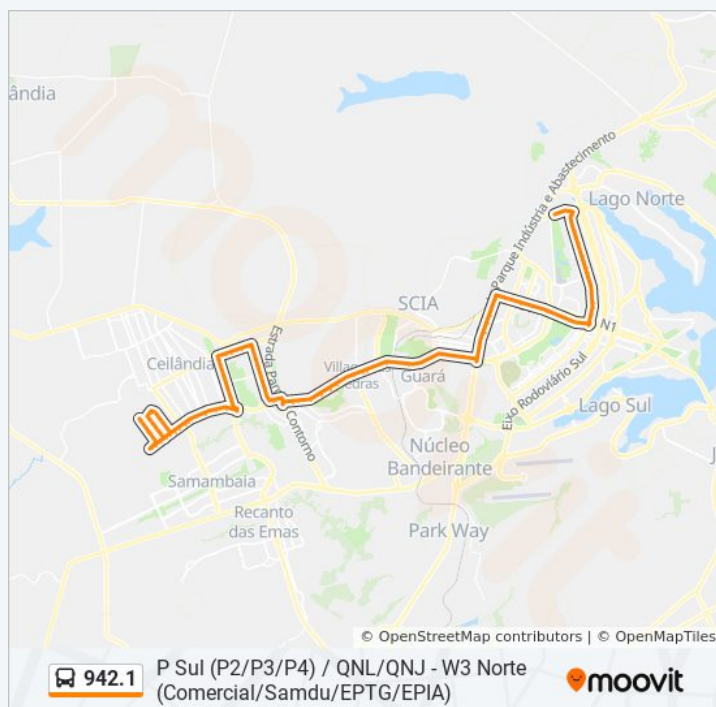 ândia
Parque Indústria e Abastecimento
Lago Norte
SCIA
N1
Estrada Par
Contorno
Ceilândia
Guará
Eixo Rodoviário Sul
Lago Sul
Núcleo
Bandeirante
Samambaia
Recanto
das Emas
Park Way
© OpenStreetMap contributors | © OpenMapTiles
942.1
P Sul (P2/P3/P4) / QNL/QNJ - W3 Norte
(Comercial/Samdu/EPTG/EPIA)
moovit